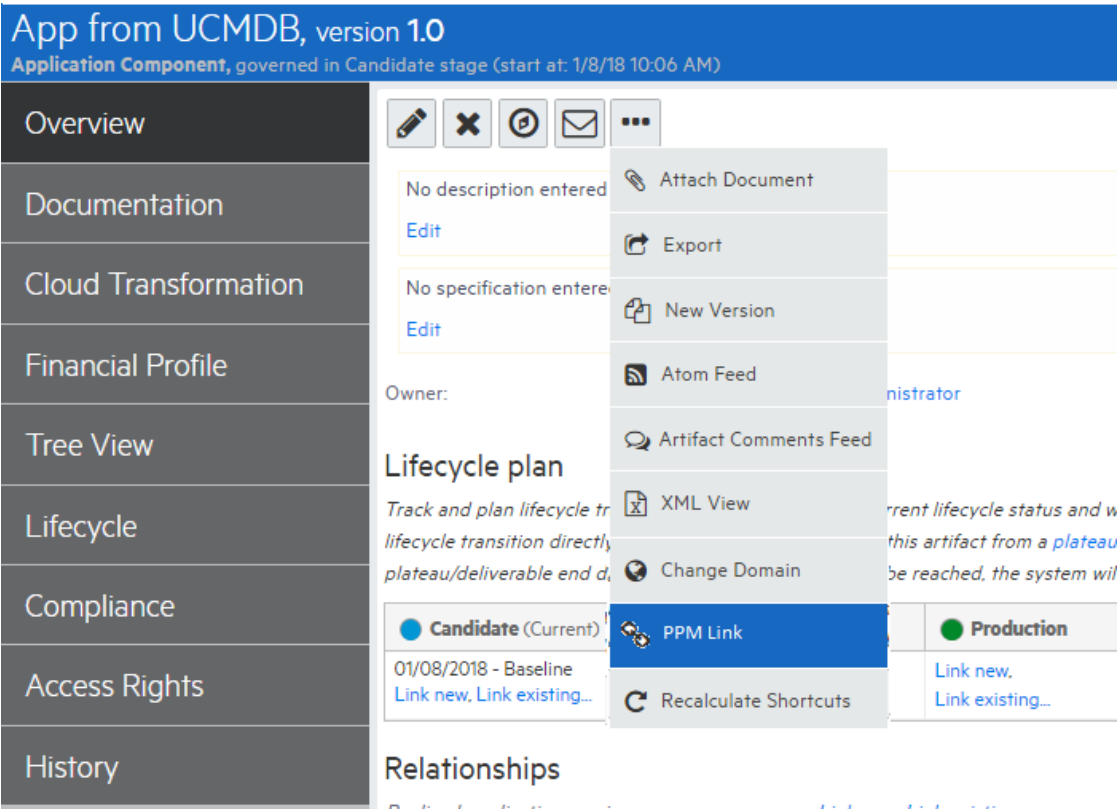 App from UCMDB, version 1.0
Application Component, governed in Candidate stage (start at: 1/8/18 10:06 AM)
Overview
Documentation
Cloud Transformation
Financial Profile
Tree View
Lifecycle
Compliance
Access Rights
History
No description entered
Edit
No specification entere
Edit
Owner:
nistrator
Attach Document
Export
New Version
Atom Feed
Artifact Comments Feed
XML View
Change Domain
PPM Link
Recalculate Shortcuts
Lifecycle plan
Track and plan lifecycle tr rrent lifecycle status and w
lifecycle transition directly this artifact from a plateau
plateau/deliverable end d be reached, the system wil
Candidate (Current)
Production
01/08/2018 - Baseline
Link new, Link existing...
Link new,
Link existing...
Relationships